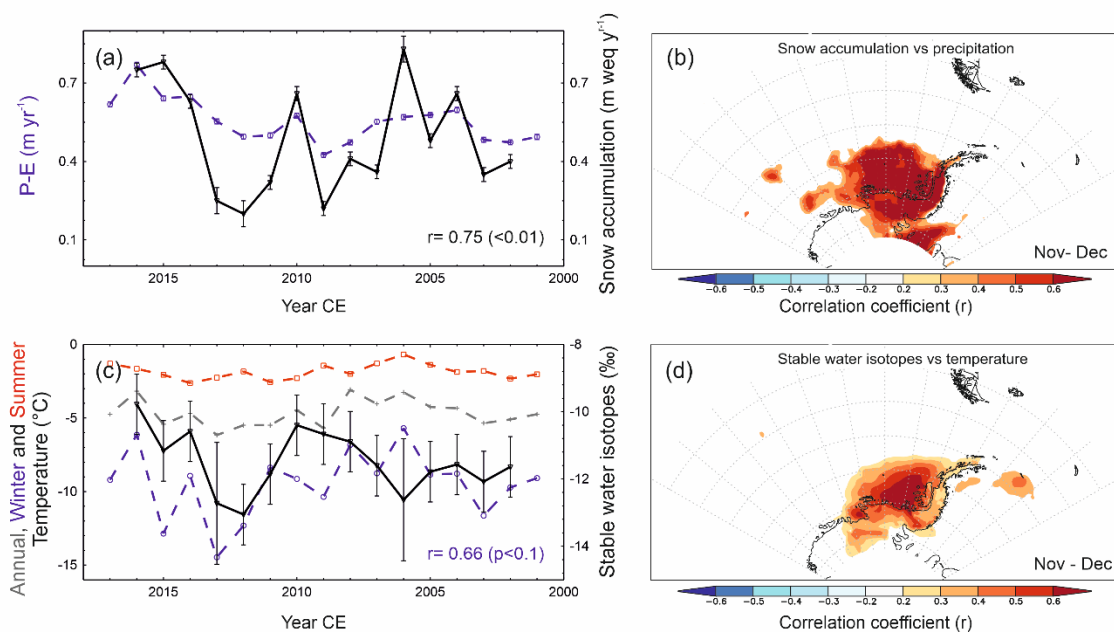 (a)
P-E (m yr-1)
0.7
0.4
0.1
0.7
0.4
0.1
Snow accumulation (m weq yr-1)
r= 0.75 (<0.01)
2015
2010
2005
2000
Year CE
(b)
Snow accumulation vs precipitation
Nov- Dec
-0.6
-0.5
-0.4
-0.3
-0.2
0.2
0.3
0.4
0.5
0.6
Correlation coefficient (r)
(c)
Annual, Winter and Summer
Temperature (°C)
0
-5
-10
-15
-8
-10
-12
-14
Stable water isotopes (‰)
r= 0.66 (p<0.1)
2015
2010
2005
2000
Year CE
(d)
Stable water isotopes vs temperature
Nov - Dec
-0.6
-0.5
-0.4
-0.3
-0.2
0.2
0.3
0.4
0.5
0.6
Correlation coefficient (r)